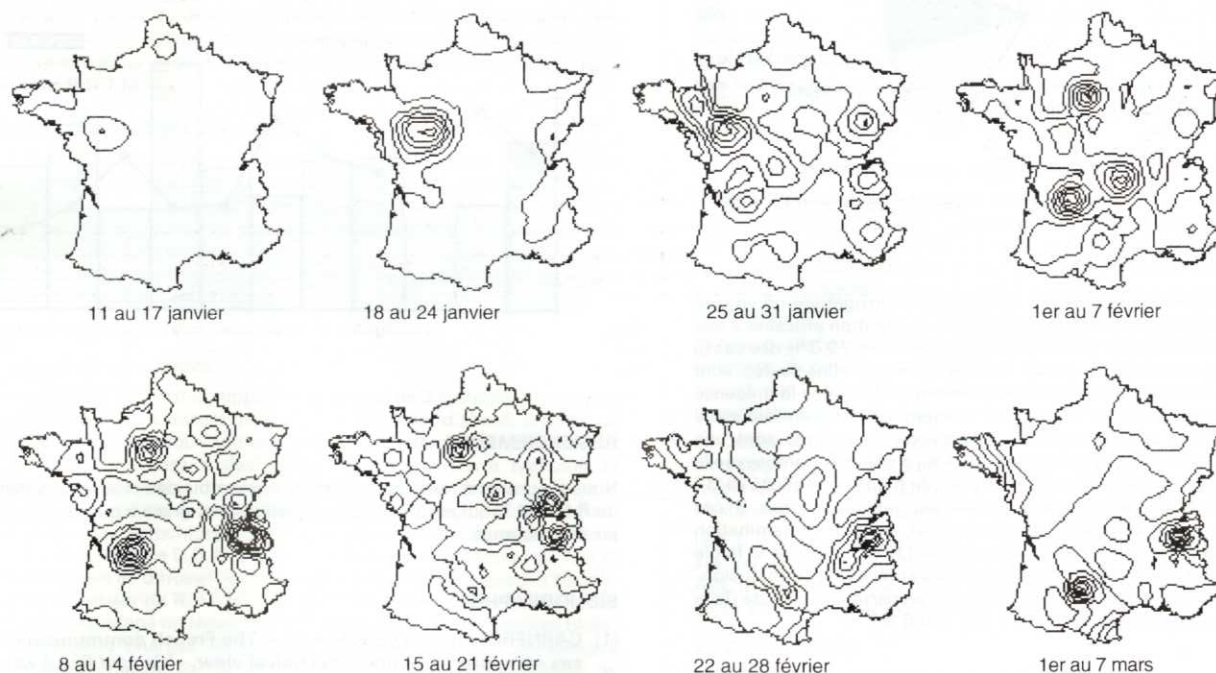 11 au 17 janvier
18 au 24 janvier
25 au 31 janvier
1er au 7 février
8 au 14 février
15 au 21 février
22 au 28 février
1er au 7 mars